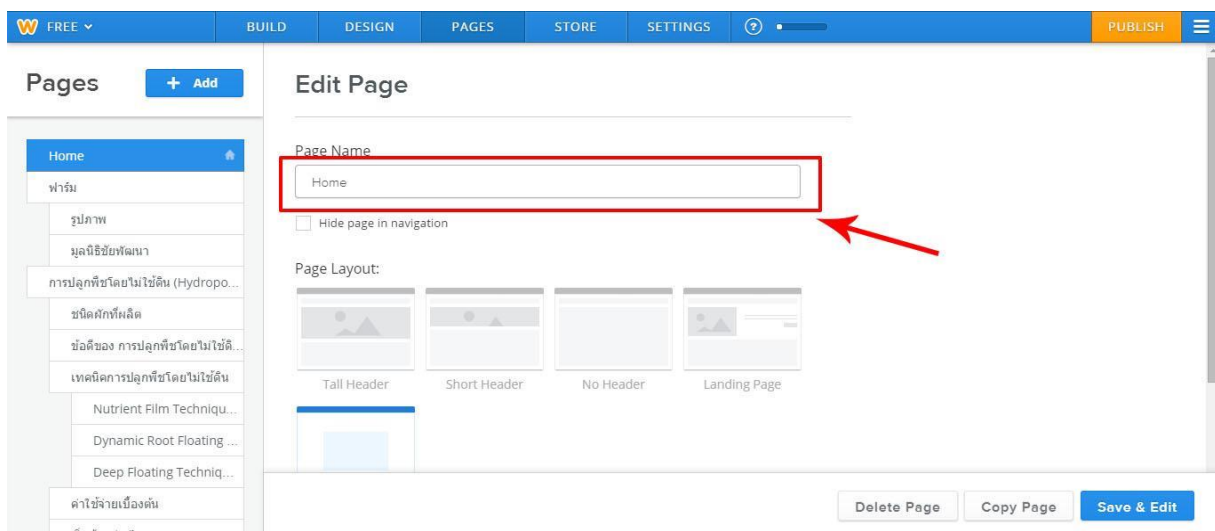 FREE BUILD DESIGN PAGES STORE SETTINGS ? PUBLISH
Pages
+ Add
Home
ฟาร์ม
รูปภาพ
มูลนิธิชัยพัฒนา
การปลูกพืชโดยไม่ใช้ดิน (Hydropo...
ชนิดผักที่ผลิต
ข้อดีของ การปลูกพืชโดยไม่ใช้ดิ...
เทคนิคการปลูกพืชโดยไม่ใช้ดิน
Nutrient Film Techniqu...
Dynamic Root Floating ...
Deep Floating Techniq...
ค่าใช้จ่ายเบื้องต้น
Edit Page
Page Name
Home
Hide page in navigation
Page Layout:
Tall Header Short Header No Header Landing Page
Delete Page Copy Page Save & Edit